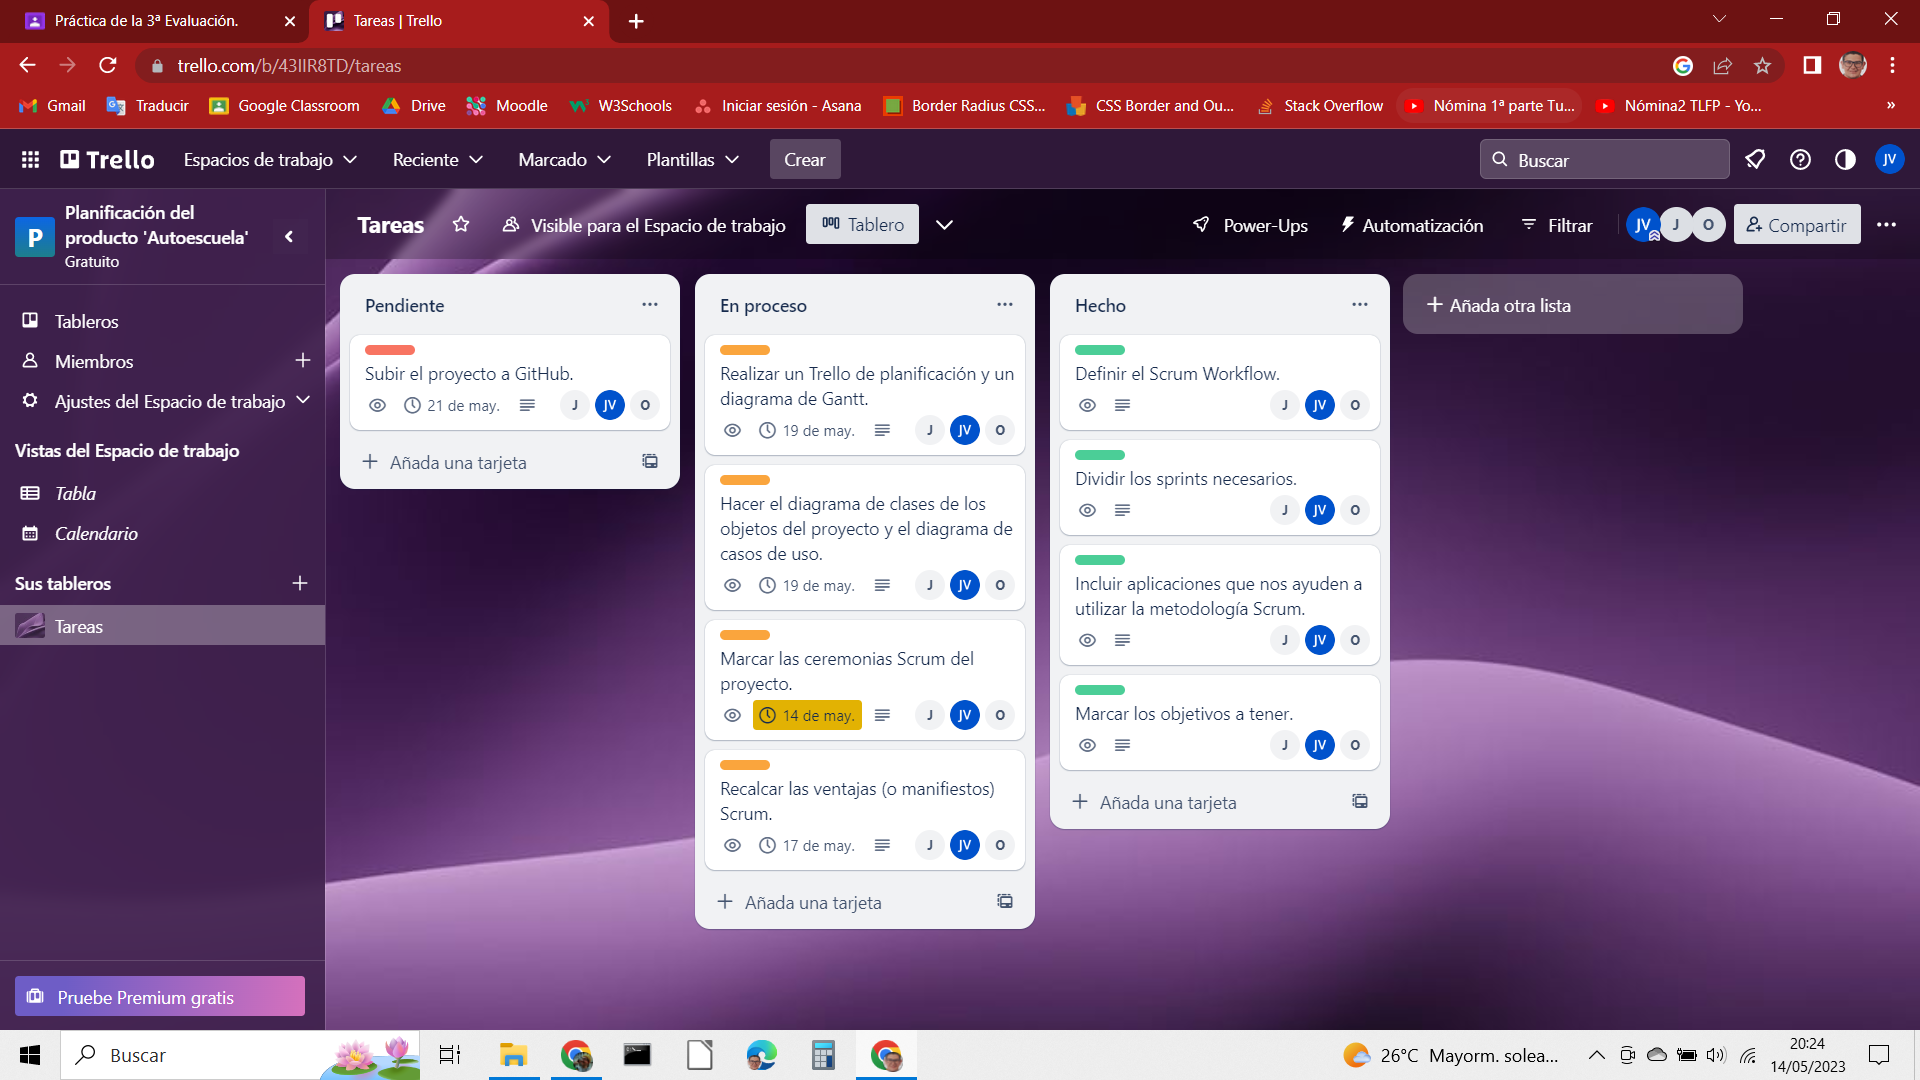 Práctica de la 3ª Evaluación.
Tareas | Trello
trello.com/b/43IIR8TD/tareas
Gmail
Traducir
Google Classroom
Drive
Moodle
W3Schools
Iniciar sesión - Asana
Border Radius CSS...
CSS Border and Ou...
Stack Overflow
Nómina 1ª parte Tu...
Nómina2 TLFP - Yo...
»
Trello
Espacios de trabajo
Reciente
Marcado
Plantillas
Crear
Buscar
JV
P
Planificación del
producto 'Autoescuela'
Gratuito
Tareas
Visible para el Espacio de trabajo
Tablero
Power-Ups
Automatización
Filtrar
JV
J
O
Compartir
Tableros
Miembros
Ajustes del Espacio de trabajo
Vistas del Espacio de trabajo
Tabla
Calendario
Sus tableros
Tareas
Pruebe Premium gratis
Pendiente
Subir el proyecto a GitHub.
21 de may.
J JV O
Añada una tarjeta
En proceso
Realizar un Trello de planificación y un
diagrama de Gantt.
19 de may.
J JV O
Hacer el diagrama de clases de los
objetos del proyecto y el diagrama de
casos de uso.
19 de may.
J JV O
Marcar las ceremonias Scrum del
proyecto.
14 de may.
J JV O
Recalcar las ventajas (o manifiestos)
Scrum.
17 de may.
J JV O
Añada una tarjeta
Hecho
Definir el Scrum Workflow.
J JV O
Dividir los sprints necesarios.
J JV O
Incluir aplicaciones que nos ayuden a
utilizar la metodología Scrum.
J JV O
Marcar los objetivos a tener.
J JV O
Añada una tarjeta
Añada otra lista
Buscar
26°C Mayorm. solea...
20:24
14/05/2023